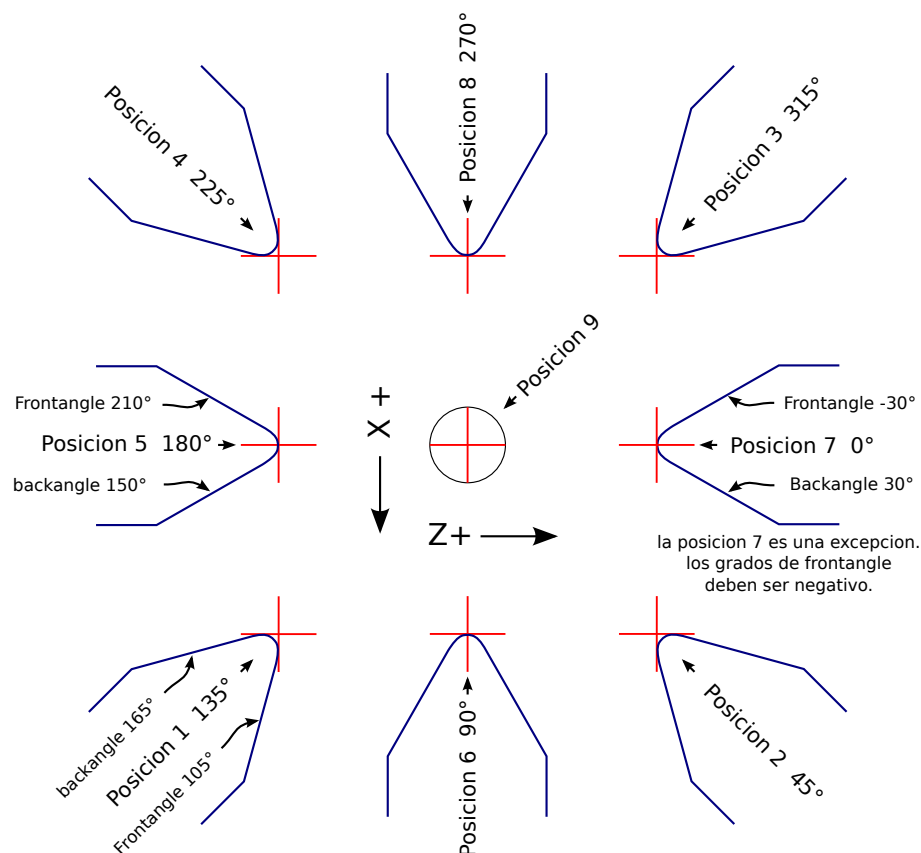 Posicion 4 225°
Posicion 8 270°
Posicion 3 315°
Posicion 9
Frontangle 210°
Posicion 5 180°
backangle 150°
X +
Z+
Frontangle -30°
Posicion 7 0°
Backangle 30°
la posicion 7 es una excepcion.
los grados de frontangle
deben ser negativo.
backangle 165°
Posicion 1 135°
Frontangle 105°
Posicion 6 90°
Posicion 2 45°